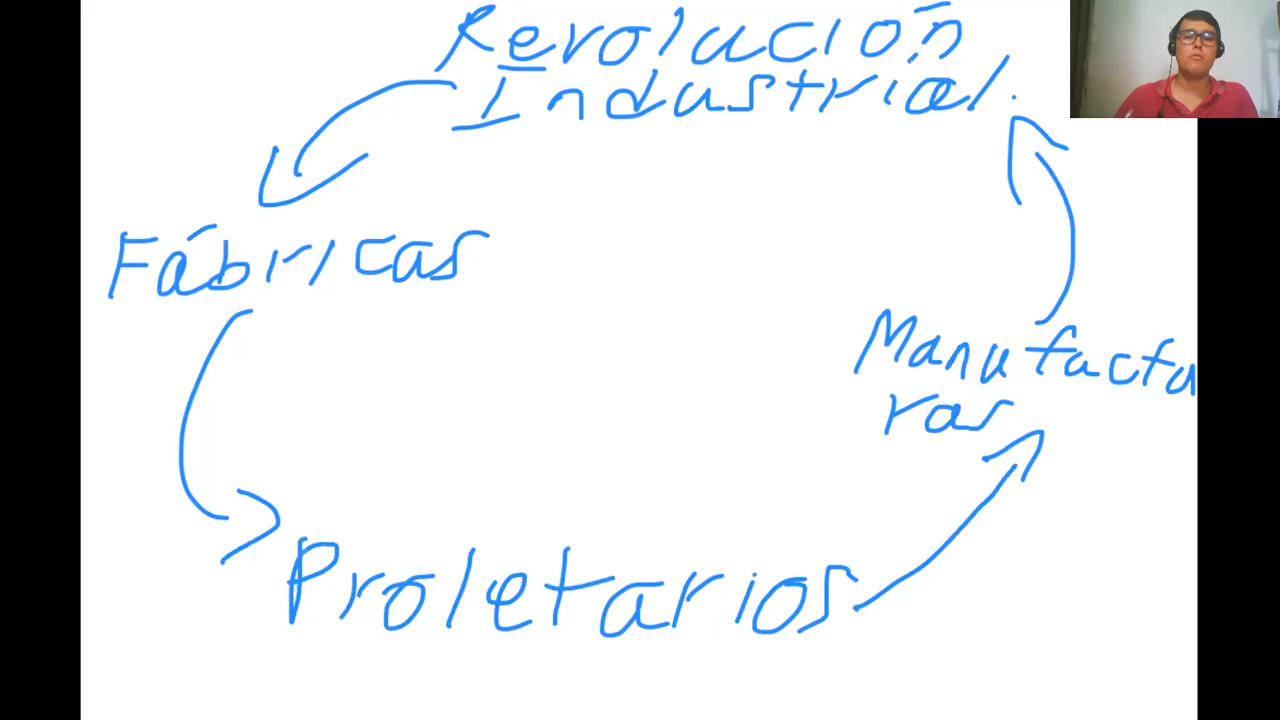 Revolución
Industrial.
Fábricas
Manufactu
ras
Proletarios